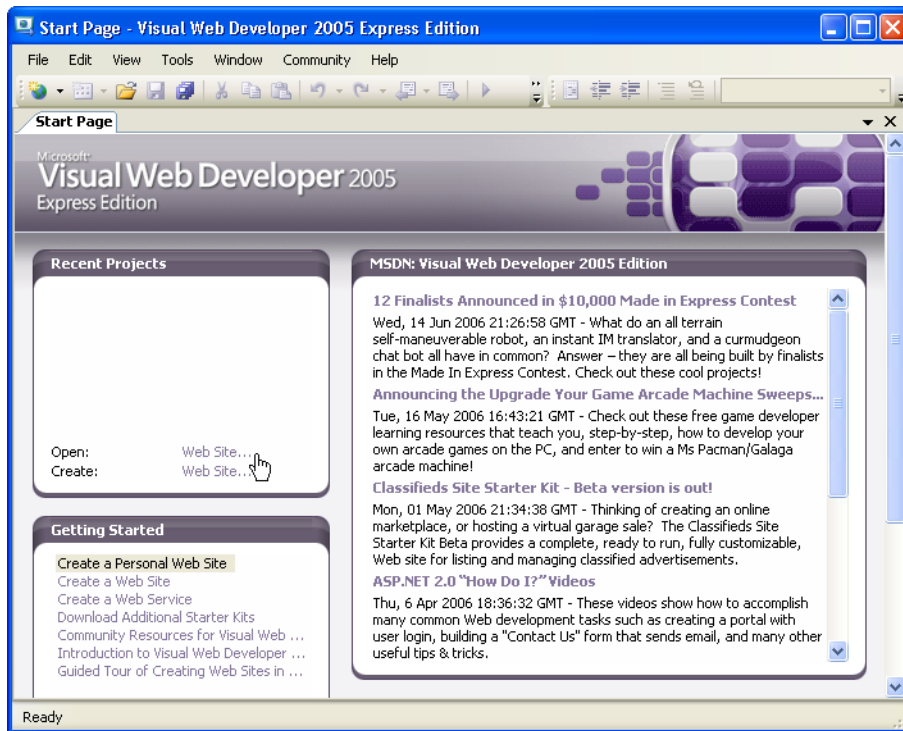 Start Page - Visual Web Developer 2005 Express Edition
File Edit View Tools Window Community Help
Start Page
Microsoft
Visual Web Developer 2005
Express Edition
Recent Projects
Open: Web Site...
Create: Web Site...
Getting Started
Create a Personal Web Site
Create a Web Site
Create a Web Service
Download Additional Starter Kits
Community Resources for Visual Web ...
Introduction to Visual Web Developer ...
Guided Tour of Creating Web Sites in ...
MSDN: Visual Web Developer 2005 Edition
12 Finalists Announced in $10,000 Made in Express Contest
Wed, 14 Jun 2006 21:26:58 GMT - What do an all terrain
self-maneuverable robot, an instant IM translator, and a curmudgeon
chat bot all have in common? Answer – they are all being built by finalists
in the Made In Express Contest. Check out these cool projects!
Announcing the Upgrade Your Game Arcade Machine Sweeps...
Tue, 16 May 2006 16:43:21 GMT - Check out these free game developer
learning resources that teach you, step-by-step, how to develop your
own arcade games on the PC, and enter to win a Ms Pacman/Galaga
arcade machine!
Classifieds Site Starter Kit - Beta version is out!
Mon, 01 May 2006 21:34:38 GMT - Thinking of creating an online
marketplace, or hosting a virtual garage sale? The Classifieds Site
Starter Kit Beta provides a complete, ready to run, fully customizable,
Web site for listing and managing classified advertisements.
ASP.NET 2.0 “How Do I?” Videos
Thu, 6 Apr 2006 18:36:32 GMT - These videos show how to accomplish
many common Web development tasks such as creating a portal with
user login, building a "Contact Us" form that sends email, and many other
useful tips & tricks.
Ready